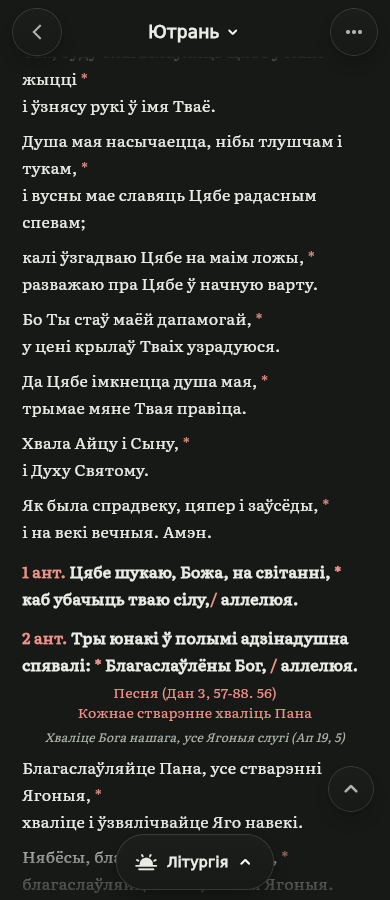 Ютрань
жыцці *
і ўзнясу рукі ў імя Тваё.
Душа мая насычаецца, нібы тлушчам і
тукам, *
і вусны мае славяць Цябе радасным
спевам;
калі ўзгадваю Цябе на маім ложы, *
разважаю пра Цябе ў начную варту.
Бо Ты стаў маёй дапамогай, *
у цені крылаў Тваіх узрадуюся.
Да Цябе імкнецца душа мая, *
трымае мяне Твая правіца.
Хвала Айцу і Сыну, *
і Духу Святому.
Як была спрадвеку, цяпер і заўсёды, *
і на векі вечныя. Амэн.
1 ант. Цябе шукаю, Божа, на світанні, *
каб убачыць тваю сілу,/ аллелюя.
2 ант. Тры юнакі ў полымі адзінадушна
спявалі: * Благаслаўлёны Бог, / аллелюя.
Песня (Дан 3, 57-88. 56)
Кожнае стварэнне хваліць Пана
Хваліце Бога нашага, усе Ягоныя слугі (Ап 19, 5)
Благаслаўляйце Пана, усе стварэнні
Ягоныя, *
хваліце і ўзвялічвайце Яго навекі.
Нябёсы, *
Ягоныя.
Літургія